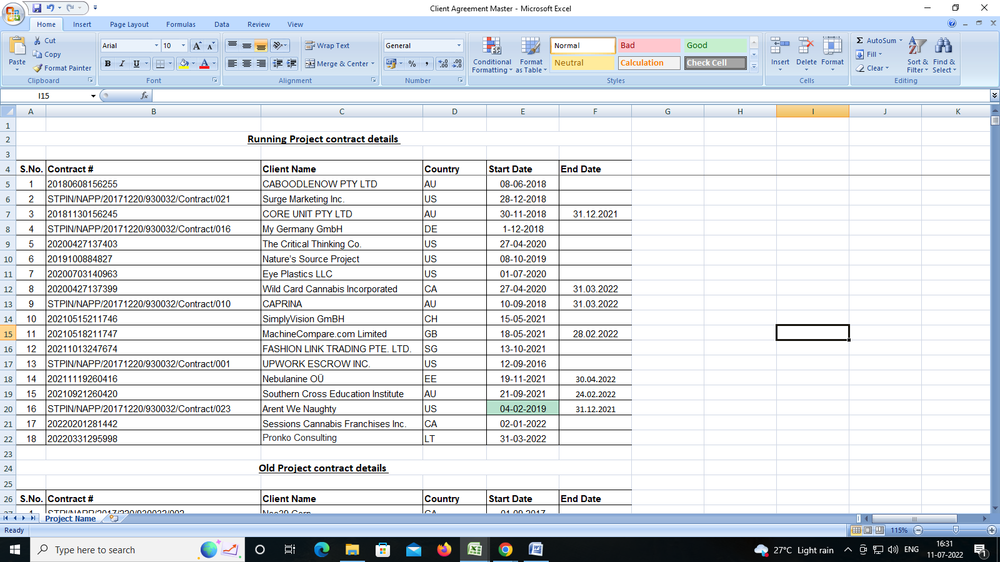 Client Agreement Master - Microsoft Excel
Home Insert Page Layout Formulas Data Review View
Paste
Cut
Copy
Format Painter
Clipboard
Arial 10
B I U
Font
Wrap Text
Merge & Center
Alignment
General
Number
Conditional Formatting
Format as Table
Normal Bad Good
Neutral Calculation Check Cell
Styles
Insert Delete Format
Cells
Σ AutoSum
Fill
Clear
Sort & Filter
Find & Select
Editing
I15 fx
A B C D E F G H I J K
1
2 Running Project contract details
3
4 S.No. Contract # Client Name Country Start Date End Date
5 1 20180608156255 CABOODLENOW PTY LTD AU 08-06-2018
6 2 STPIN/NAPP/20171220/930032/Contract/021 Surge Marketing Inc. US 28-12-2018
7 3 20181130156245 CORE UNIT PTY LTD AU 30-11-2018 31.12.2021
8 4 STPIN/NAPP/20171220/930032/Contract/016 My Germany GmbH DE 1-12-2018
9 5 20200427137403 The Critical Thinking Co. US 27-04-2020
10 6 2019100884827 Nature's Source Project US 08-10-2019
11 7 20200703140963 Eye Plastics LLC US 01-07-2020
12 8 20200427137399 Wild Card Cannabis Incorporated CA 27-04-2020 31.03.2022
13 9 STPIN/NAPP/20171220/930032/Contract/010 CAPRINA AU 10-09-2018 31.03.2022
14 10 20210515211746 SimplyVision GmBH CH 15-05-2021
15 11 20210518211747 MachineCompare.com Limited GB 18-05-2021 28.02.2022
16 12 20211013247674 FASHION LINK TRADING PTE. LTD. SG 13-10-2021
17 13 STPIN/NAPP/20171220/930032/Contract/001 UPWORK ESCROW INC. US 12-09-2016
18 14 20211119260416 Nebulanine OÜ EE 19-11-2021 30.04.2022
19 15 20210921260420 Southern Cross Education Institute AU 21-09-2021 24.02.2022
20 16 STPIN/NAPP/20171220/930032/Contract/023 Arent We Naughty US 04-02-2019 31.12.2021
21 17 20220201281442 Sessions Cannabis Franchises Inc. CA 02-01-2022
22 18 20220331295998 Pronko Consulting LT 31-03-2022
23
24 Old Project contract details
25
26 S.No. Contract # Client Name Country Start Date End Date
Project Name
Ready 115%
Type here to search
27°C Light rain ENG 16:31
11-07-2022
1